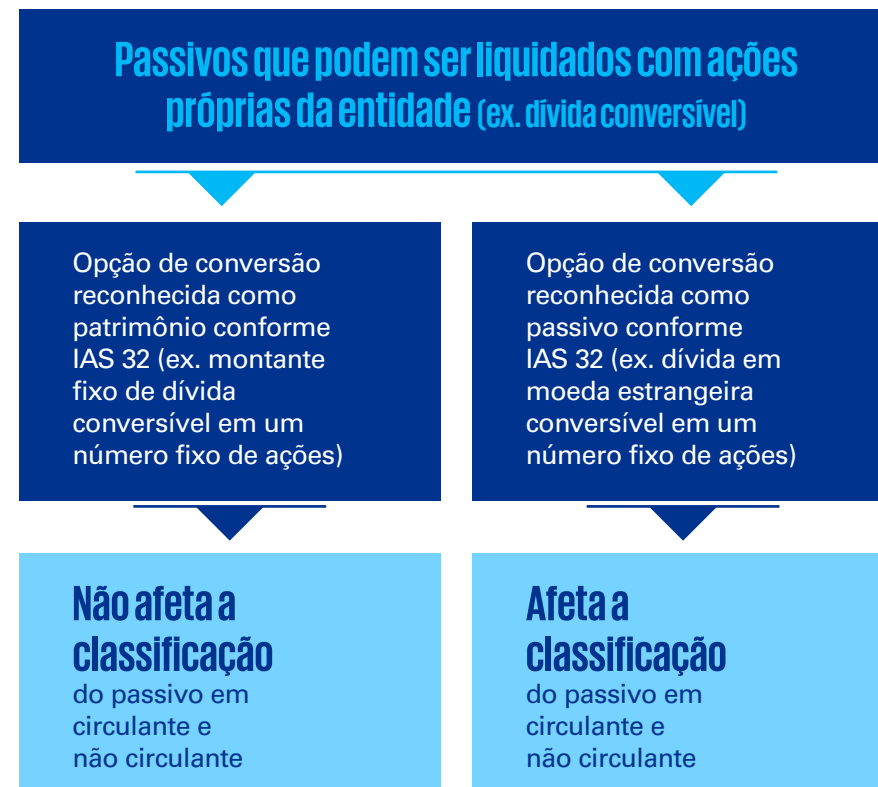 Passivos que podem ser liquidados com ações
próprias da entidade (ex. dívida conversível)
Opção de conversão
reconhecida como
patrimônio conforme
IAS 32 (ex. montante
fixo de dívida
conversível em um
número fixo de ações)
Opção de conversão
reconhecida como
passivo conforme
IAS 32 (ex. dívida em
moeda estrangeira
conversível em um
número fixo de ações)
Não afeta a
classificação
do passivo em
circulante e
não circulante
Afeta a
classificação
do passivo em
circulante e
não circulante